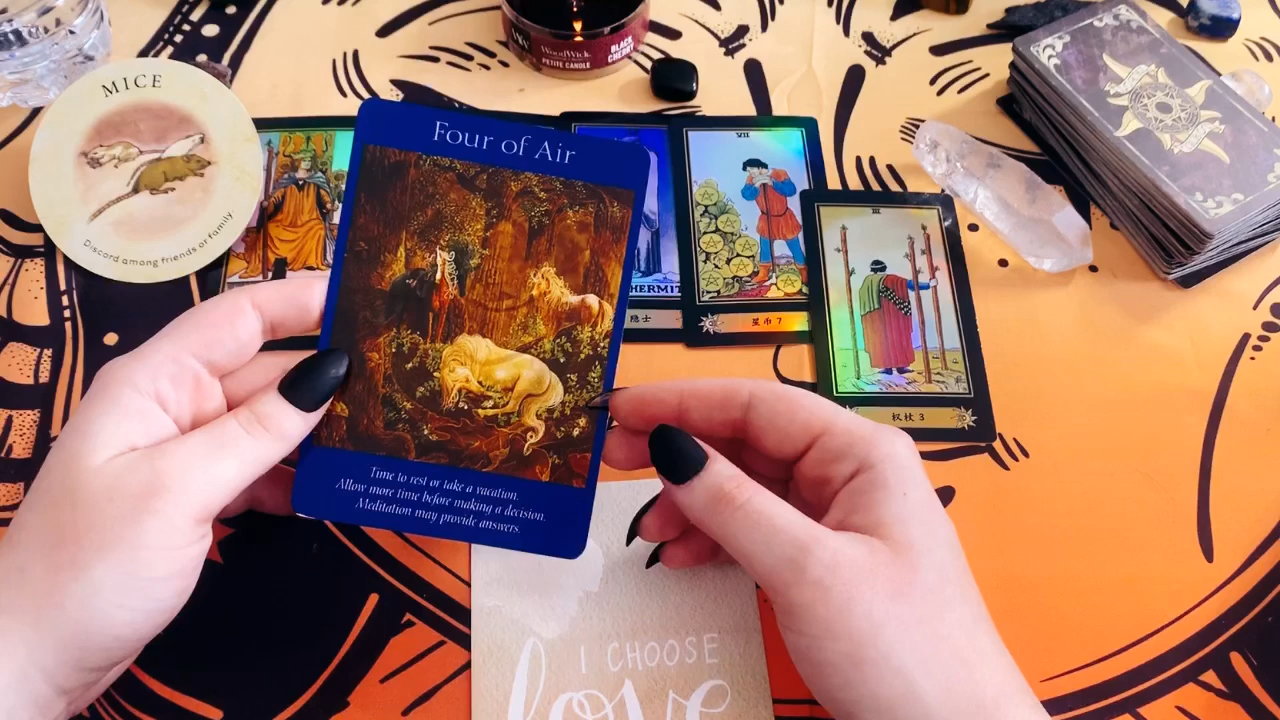 MICE
Discord among friends or family
Four of Air
Time to rest or take a vacation.
Allow more time before making a decision.
Meditation may provide answers.
WoodWick
PETITE CANDLE
BLACK
CHERRY
HERMIT
隐士
VII
星币 7
III
权杖 3
I CHOOSE
love